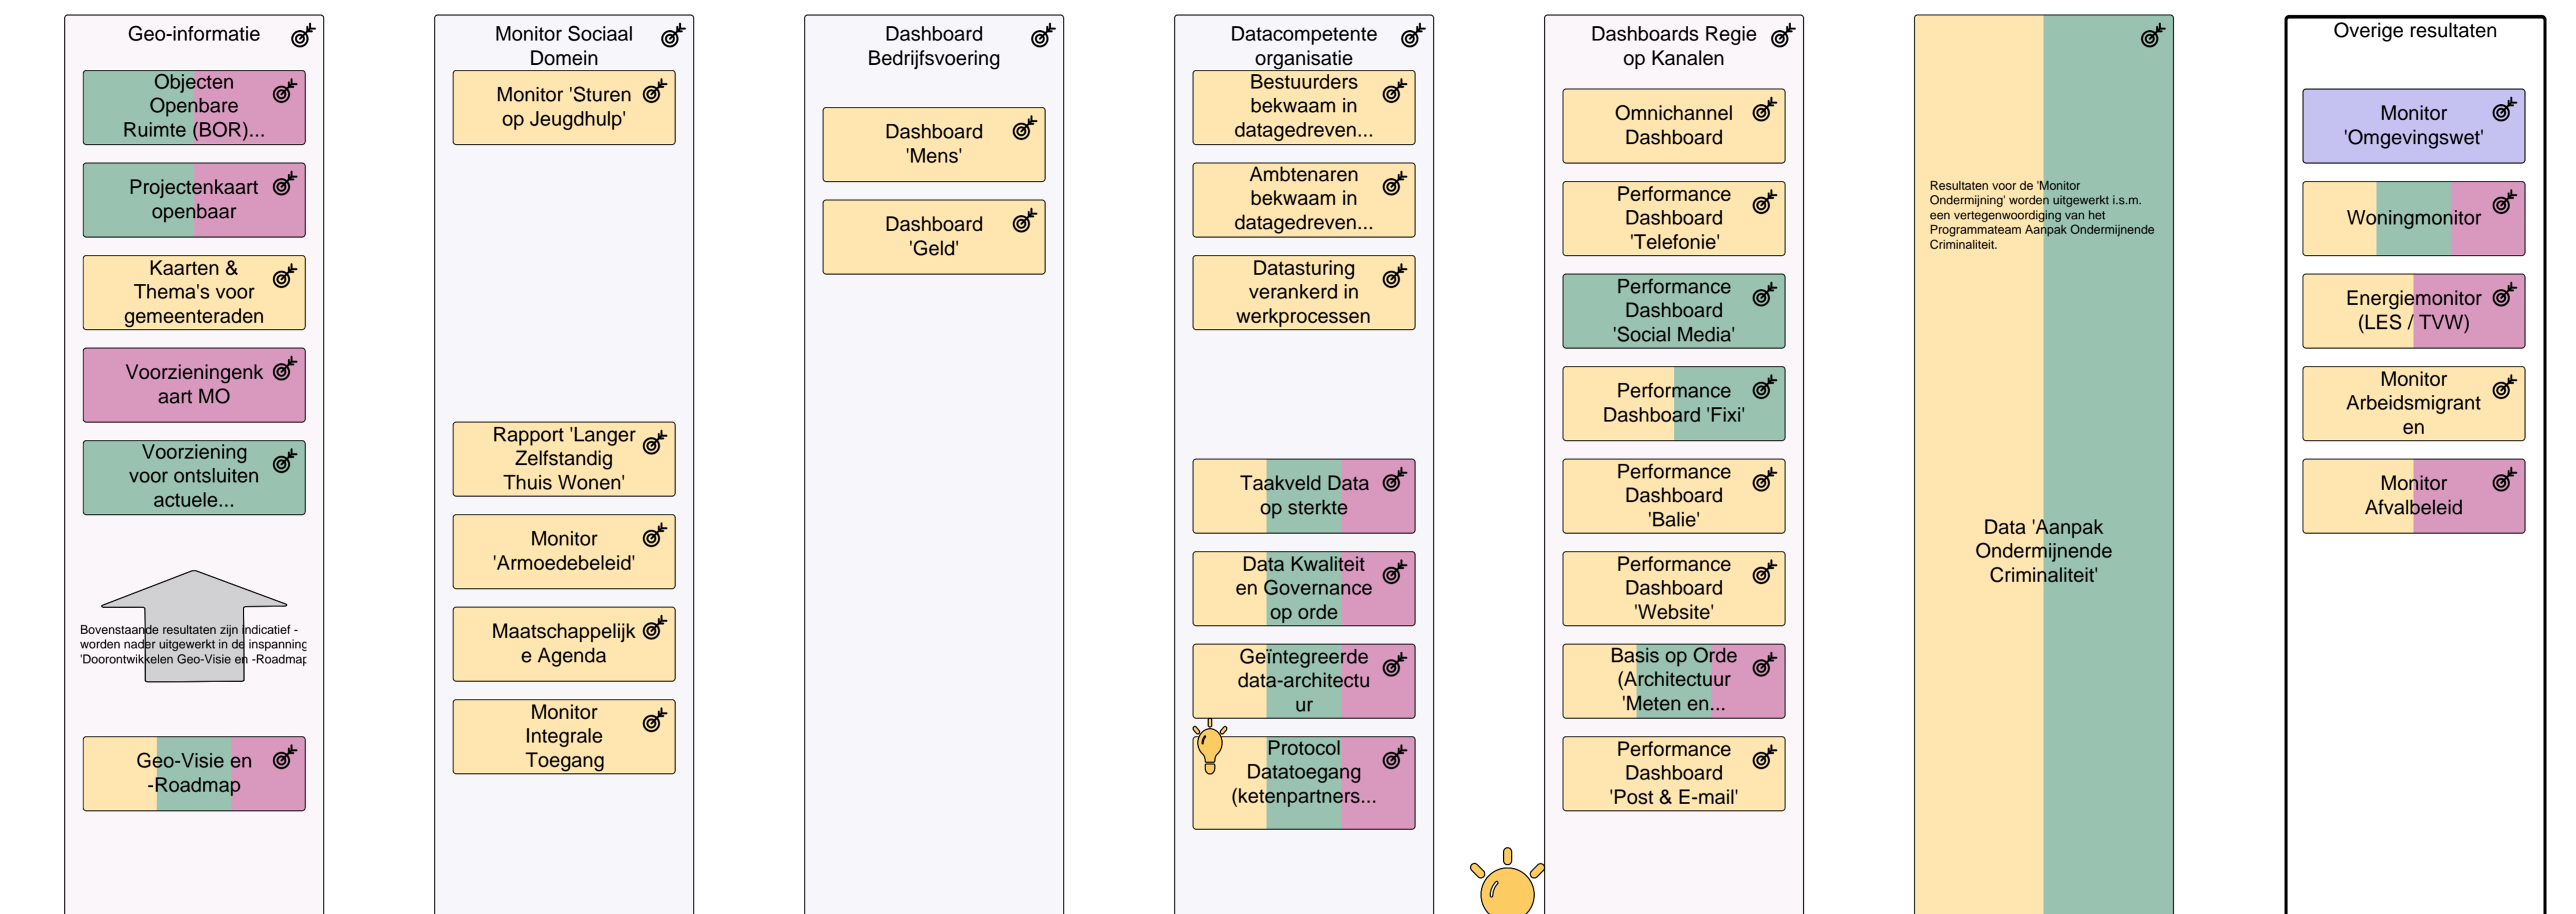 Geo-informatie
Objecten
Openbare
Ruimte (BOR)...
Projectenkaart
openbaar
Kaarten &
Thema's voor
gemeenteraden
Voorzieningenk
aart MO
Voorziening
voor ontsluiten
actuele...
Bovenstaande resultaten zijn indicatief -
worden nader uitgewerkt in de inspanning
'Doorontwikkelen Geo-Visie en -Roadmap
Geo-Visie en
-Roadmap
Monitor Sociaal
Domein
Monitor 'Sturen
op Jeugdhulp'
Rapport 'Langer
Zelfstandig
Thuis Wonen'
Monitor
'Armoedebeleid'
Maatschappelijk
e Agenda
Monitor
Integrale
Toegang
Dashboard
Bedrijfsvoering
Dashboard
'Mens'
Dashboard
'Geld'
Datacompetente
organisatie
Bestuurders
bekwaam in
datagedreven...
Ambtenaren
bekwaam in
datagedreven...
Datasturing
verankerd in
werkprocessen
Taakveld Data
op sterkte
Data Kwaliteit
en Governance
op orde
Geïntegreerde
data-architectu
ur
Protocol
Datatoegang
(ketenpartners...
Dashboards Regie
op Kanalen
Omnichannel
Dashboard
Performance
Dashboard
'Telefonie'
Performance
Dashboard
'Social Media'
Performance
Dashboard 'Fixi'
Performance
Dashboard
'Balie'
Performance
Dashboard
'Website'
Basis op Orde
(Architectuur
'Meten en...
Performance
Dashboard
'Post & E-mail'
Resultaten voor de 'Monitor
Ondermijning' worden uitgewerkt i.s.m.
een vertegenwoordiging van het
Programmateam Aanpak Ondermijnende
Criminaliteit.
Data 'Aanpak
Ondermijnende
Criminaliteit'
Overige resultaten
Monitor
'Omgevingswet'
Woningmonitor
Energiemonitor
(LES / TVW)
Monitor
Arbeidsmigrant
en
Monitor
Afvalbeleid